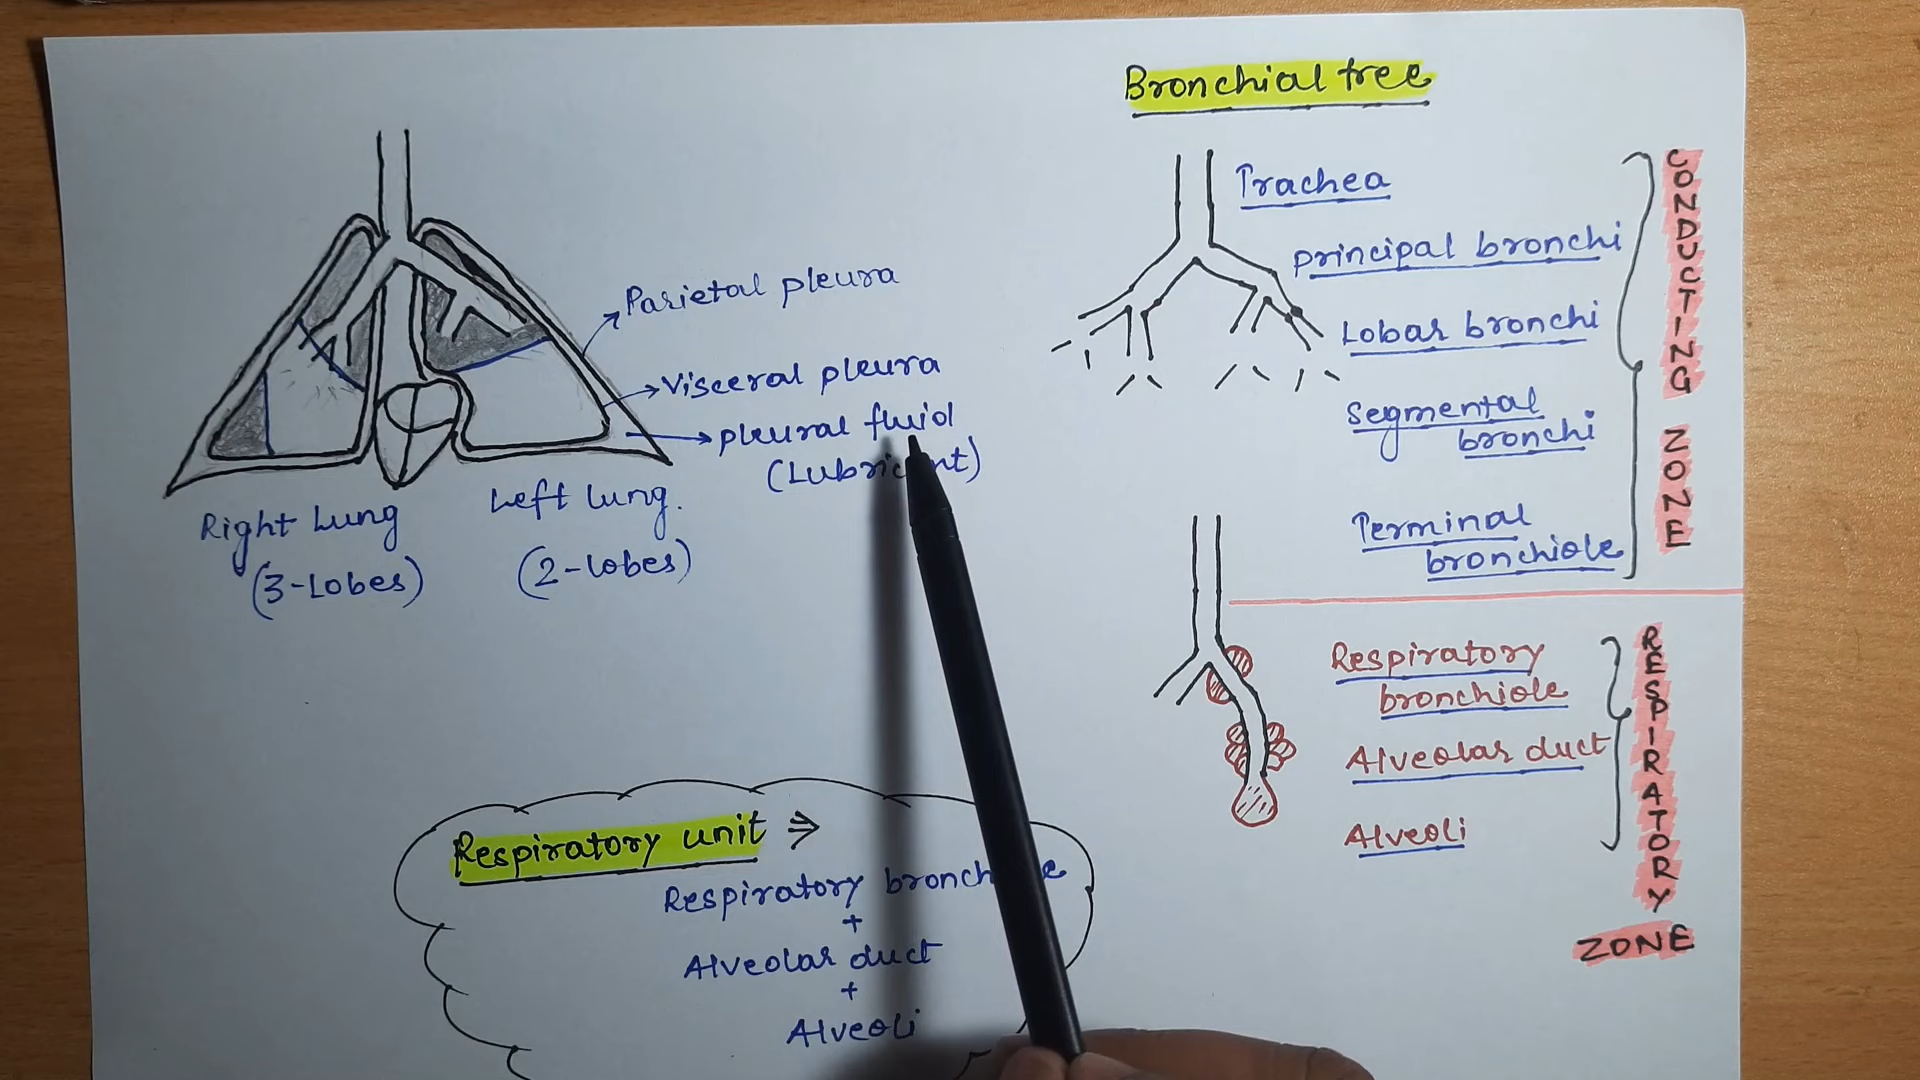 Parietal pleura
Visceral pleura
pleural fluid
Right Lung
(3-Lobes)
Left lung.
(2-lobes)
Respiratory unit ⇒
Respiratory
+
Alveolar duct
+
Alveoli
Bronchial tree
Trachea
principal bronchi
Lobar bronchi
Segmental
bronchi
Terminal
bronchiole
CONDUCTING ZONE
Respiratory
bronchiole
Alveolar duct
Alveoli
RESPIRATORY
ZONE